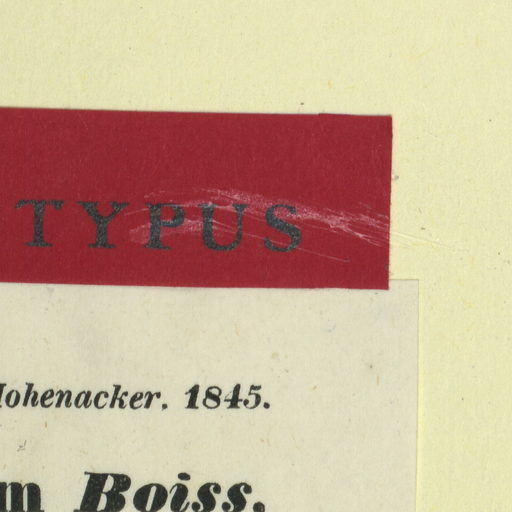 TYPUS
Hohenacker, 1845.
m Boiss.